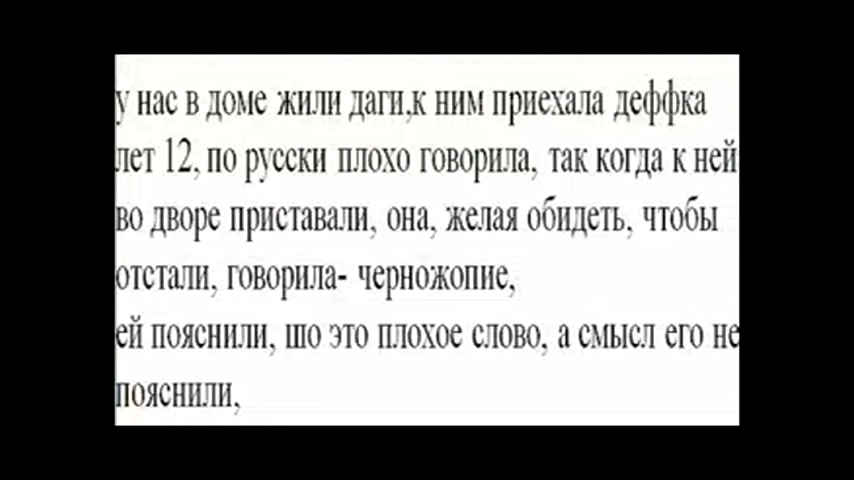 у нас в доме жили даги,к ним приехала деффка
лет 12, по русски плохо говорила, так когда к ней
во дворе приставали, она, желая обидеть, чтобы
отстали, говорила- черножопие,
ей пояснили, шо это плохое слово, а смысл его не
пояснили,